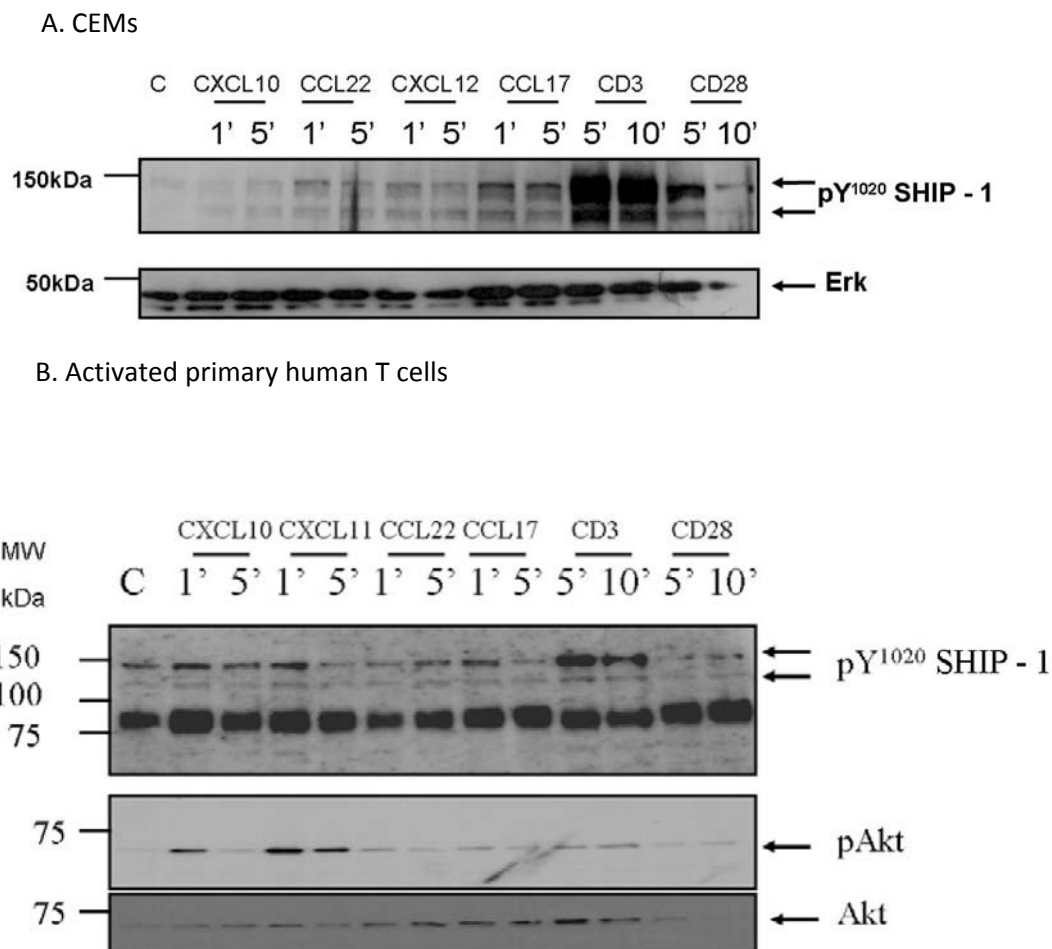 A. CEMs
C CXCL10 CCL22 CXCL12 CCL17 CD3 CD28
1’ 5’ 1’ 5’ 1’ 5’ 1’ 5’ 5’ 10’ 5’ 10’
150kDa
pY¹⁰²⁰ SHIP - 1
50kDa
Erk
B. Activated primary human T cells
CXCL10 CXCL11 CCL22 CCL17 CD3 CD28
MW
kDa
C 1’ 5’ 1’ 5’ 1’ 5’ 1’ 5’ 5’ 10’ 5’ 10’
150
pY¹⁰²⁰ SHIP - 1
100
75
75
pAkt
75
Akt